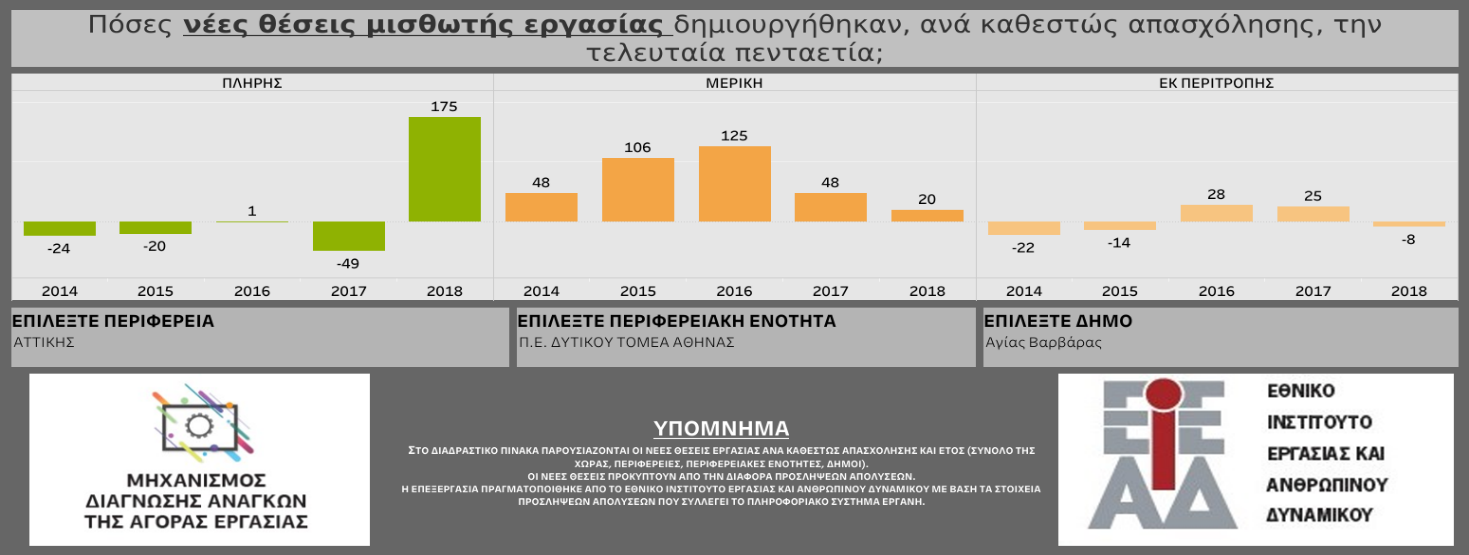 Πόσες νέες θέσεις μισθωτής εργασίας δημιουργήθηκαν, ανά καθεστώς απασχόλησης, την
τελευταία πενταετία;
ΠΛΗΡΗΣ
ΜΕΡΙΚΗ
ΕΚ ΠΕΡΙΤΡΟΠΗΣ
-24
-20
1
-49
175
48
106
125
48
20
-22
-14
28
25
-8
2014 2015 2016 2017 2018
2014 2015 2016 2017 2018
2014 2015 2016 2017 2018
ΕΠΙΛΕΞΤΕ ΠΕΡΙΦΕΡΕΙΑ
ΑΤΤΙΚΗΣ
ΕΠΙΛΕΞΤΕ ΠΕΡΙΦΕΡΕΙΑΚΗ ΕΝΟΤΗΤΑ
Π.Ε. ΔΥΤΙΚΟΥ ΤΟΜΕΑ ΑΘΗΝΑΣ
ΕΠΙΛΕΞΤΕ ΔΗΜΟ
Αγίας Βαρβάρας
ΜΗΧΑΝΙΣΜΟΣ
ΔΙΑΓΝΩΣΗΣ ΑΝΑΓΚΩΝ
ΤΗΣ ΑΓΟΡΑΣ ΕΡΓΑΣΙΑΣ
ΥΠΟΜΝΗΜΑ
ΣΤΟ ΔΙΑΔΡΑΣΤΙΚΟ ΠΙΝΑΚΑ ΠΑΡΟΥΣΙΑΖΟΝΤΑΙ ΟΙ ΝΕΕΣ ΘΕΣΕΙΣ ΕΡΓΑΣΙΑΣ ΑΝΑ ΚΑΘΕΣΤΩΣ ΑΠΑΣΧΟΛΗΣΗΣ ΚΑΙ ΕΤΟΣ (ΣΥΝΟΛΟ ΤΗΣ
ΧΩΡΑΣ, ΠΕΡΙΦΕΡΕΙΕΣ, ΠΕΡΙΦΕΡΕΙΑΚΕΣ ΕΝΟΤΗΤΕΣ, ΔΗΜΟΙ).
ΟΙ ΝΕΕΣ ΘΕΣΕΙΣ ΠΡΟΚΥΠΤΟΥΝ ΑΠΟ ΤΗΝ ΔΙΑΦΟΡΑ ΠΡΟΣΛΗΨΕΩΝ ΑΠΟΛΥΣΕΩΝ.
Η ΕΠΕΞΕΡΓΑΣΙΑ ΠΡΑΓΜΑΤΟΠΟΙΗΘΗΚΕ ΑΠΟ ΤΟ ΕΘΝΙΚΟ ΙΝΣΤΙΤΟΥΤΟ ΕΡΓΑΣΙΑΣ ΚΑΙ ΑΝΘΡΩΠΙΝΟΥ ΔΥΝΑΜΙΚΟΥ ΜΕ ΒΑΣΗ ΤΑ ΣΤΟΙΧΕΙΑ
ΠΡΟΣΛΗΨΕΩΝ ΑΠΟΛΥΣΕΩΝ ΠΟΥ ΣΥΛΛΕΓΕΙ ΤΟ ΠΛΗΡΟΦΟΡΙΑΚΟ ΣΥΣΤΗΜΑ ΕΡΓΑΝΗ.
ΕΙΕ
ΑΔ
ΕΘΝΙΚΟ
ΙΝΣΤΙΤΟΥΤΟ
ΕΡΓΑΣΙΑΣ ΚΑΙ
ΑΝΘΡΩΠΙΝΟΥ
ΔΥΝΑΜΙΚΟΥ